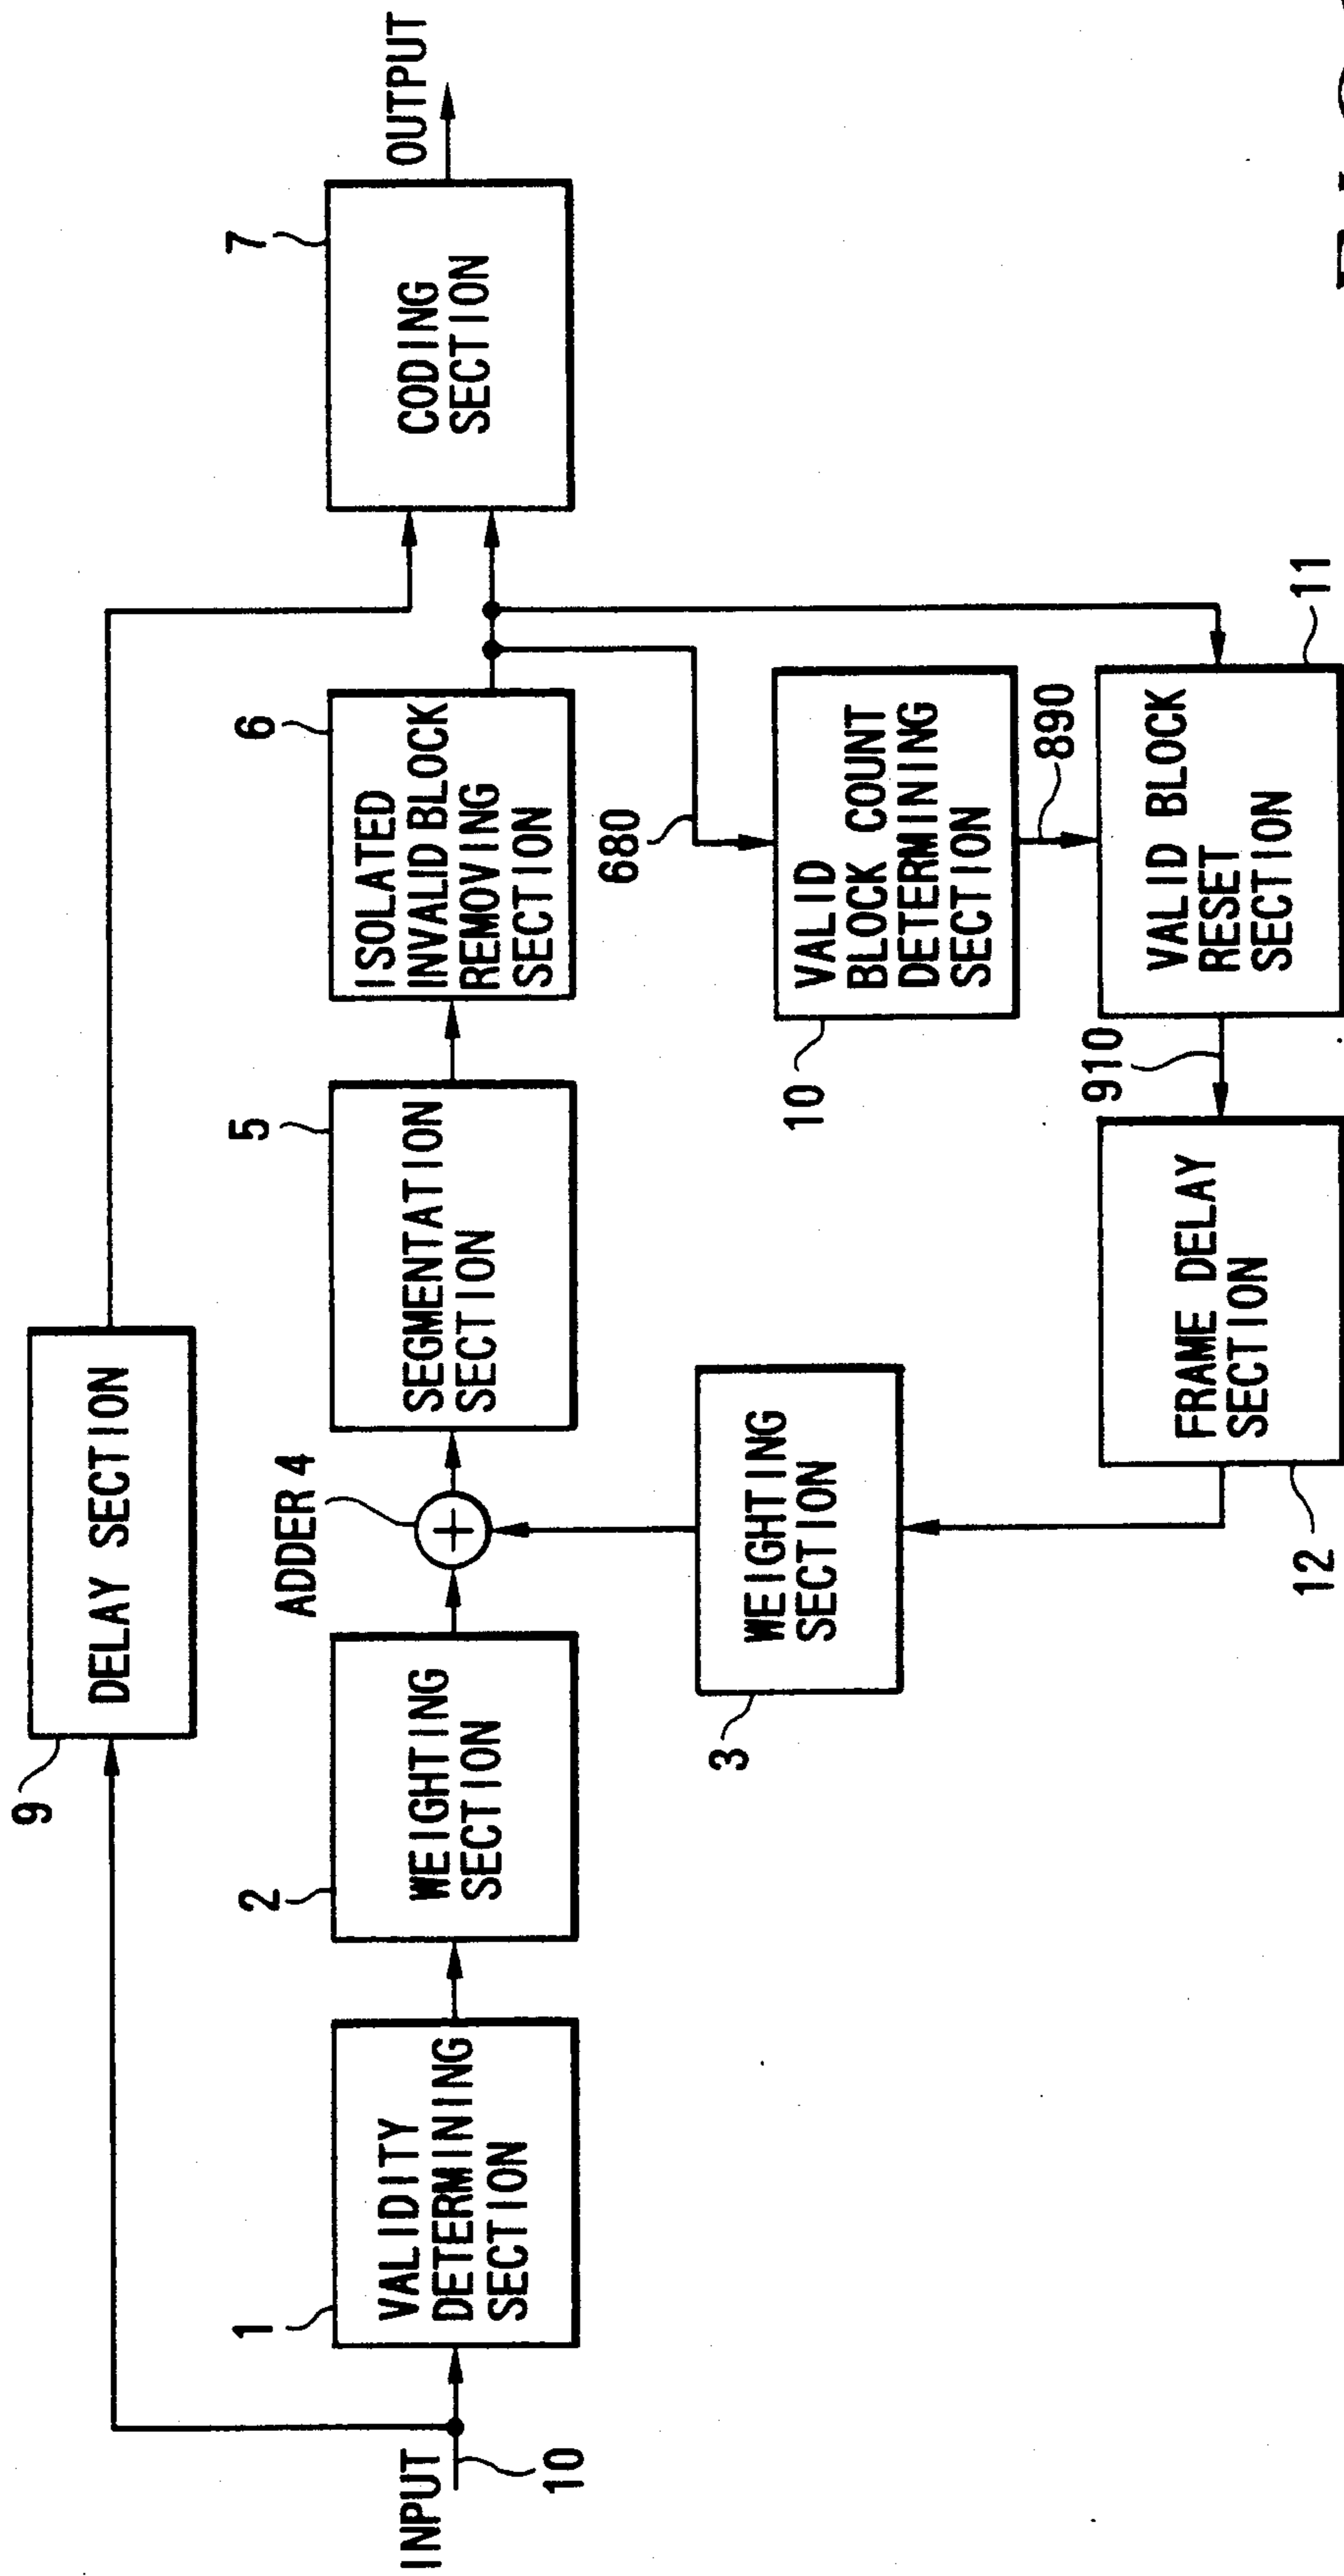 9
DELAY SECTION
INPUT
10
1
VALIDITY
DETERMINING
SECTION
2
WEIGHTING
SECTION
ADDER 4
+
5
SEGMENTATION
SECTION
6
ISOLATED
INVALID BLOCK
REMOVING
SECTION
7
CODING
SECTION
OUTPUT
3
WEIGHTING
SECTION
680
10
VALID
BLOCK COUNT
DETERMINING
SECTION
890
11
VALID BLOCK
RESET
SECTION
910
12
FRAME DELAY
SECTION